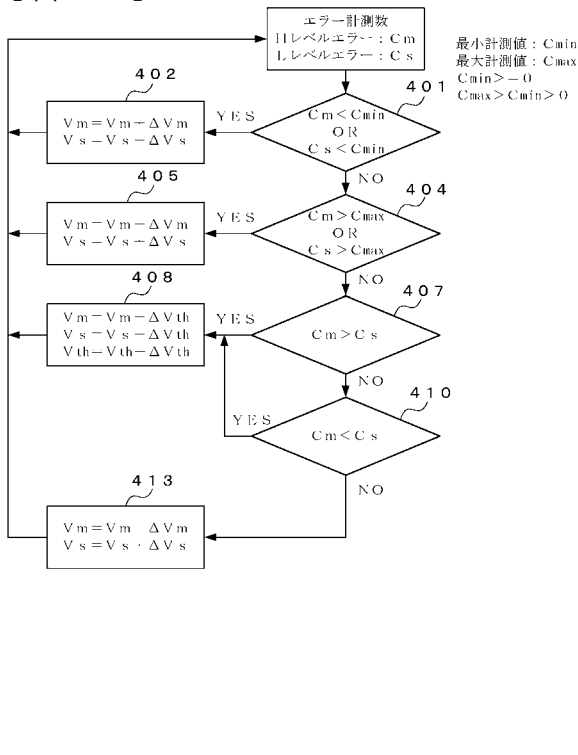 エラー計測数
Hレベルエラー：Cm
Lレベルエラー：Cs
最小計測値：Cmin
最大計測値：Cmax
Cmin>=0
Cmax>Cmin>0
401
Cm<Cmin
OR
Cs<Cmin
YES
NO
402
Vm=Vm-ΔVm
Vs=Vs-ΔVs
404
Cm>Cmax
OR
Cs>Cmax
YES
NO
405
Vm=Vm-ΔVm
Vs=Vs-ΔVs
407
Cm>Cs
YES
NO
408
Vm=Vm-ΔVth
Vs=Vs-ΔVth
Vth=Vth-ΔVth
410
Cm<Cs
YES
NO
413
Vm=Vm ΔVm
Vs=Vs ΔVs